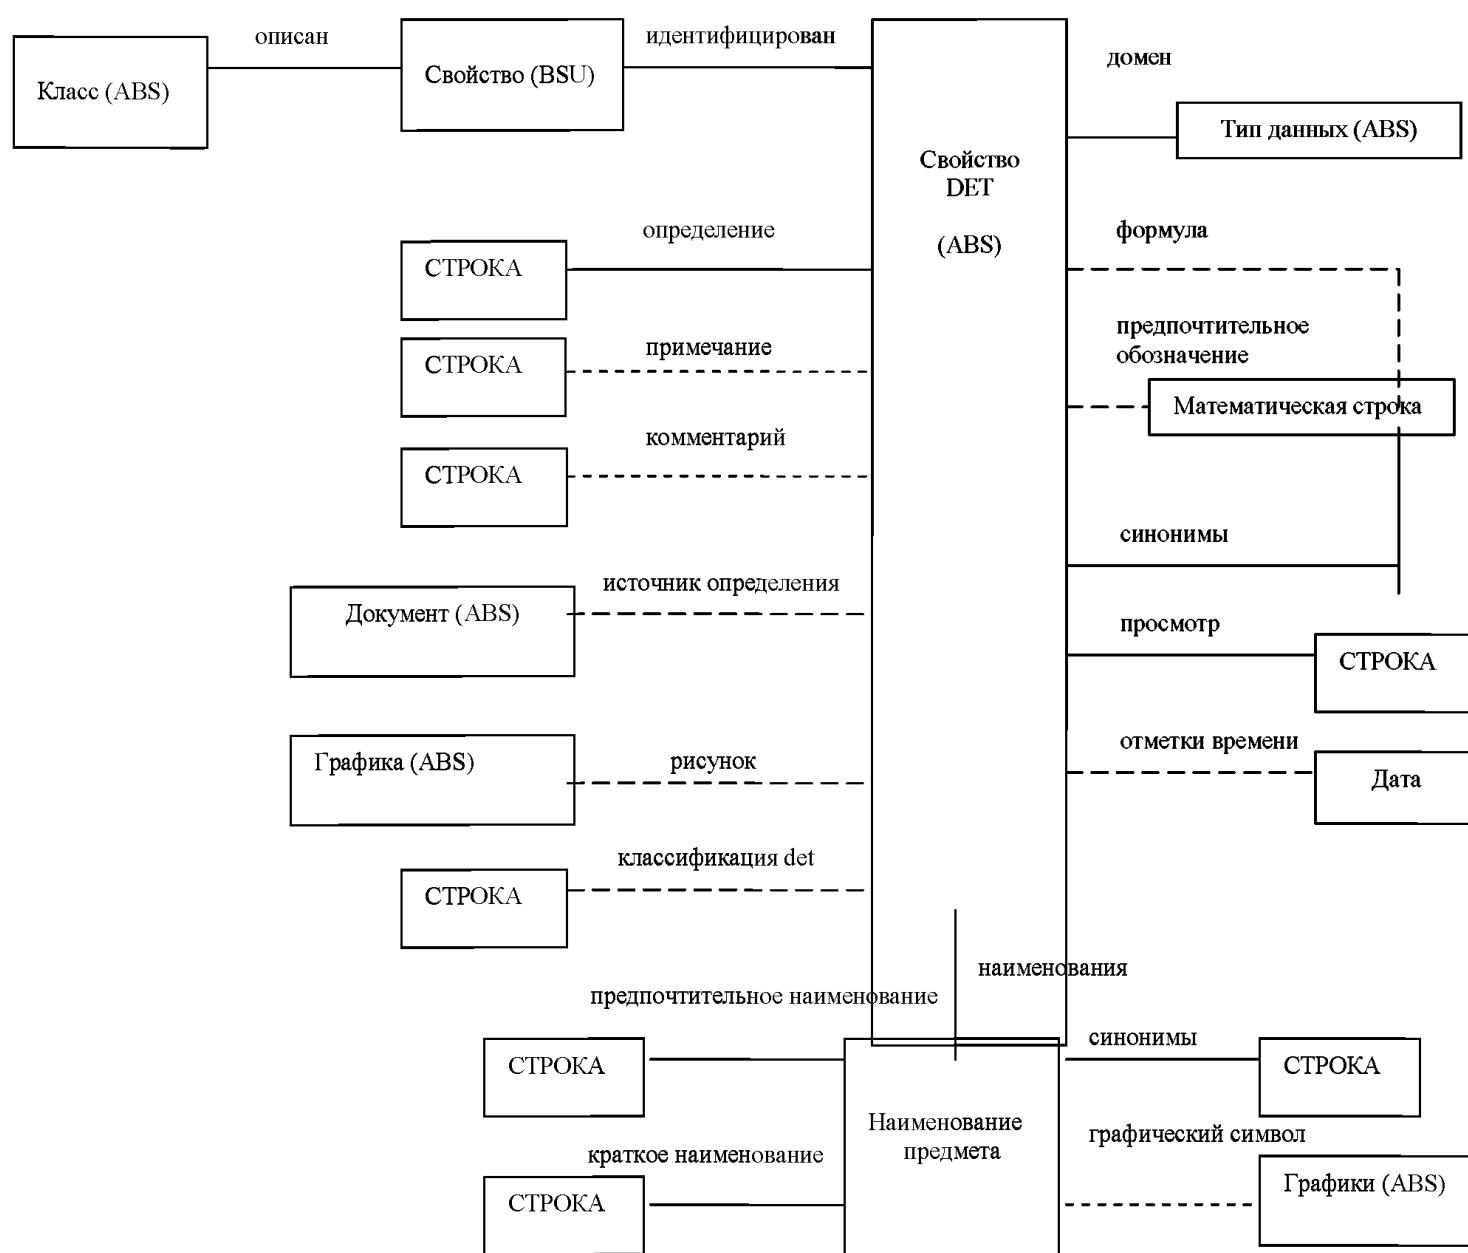 описан
идентифицирован
Класс (ABS)
Свойство (BSU)
домен
Тип данных (ABS)
Свойство
DET
(ABS)
определение
СТРОКА
формула
примечание
СТРОКА
предпочтительное
обозначение
Математическая строка
комментарий
СТРОКА
синонимы
источник определения
Документ (ABS)
просмотр
СТРОКА
отметки времени
Дата
Графика (ABS)
рисунок
классификация det
СТРОКА
наименования
предпочтительное наименование
СТРОКА
синонимы
СТРОКА
Наименование
предмета
краткое наименование
СТРОКА
графический символ
Графики (ABS)